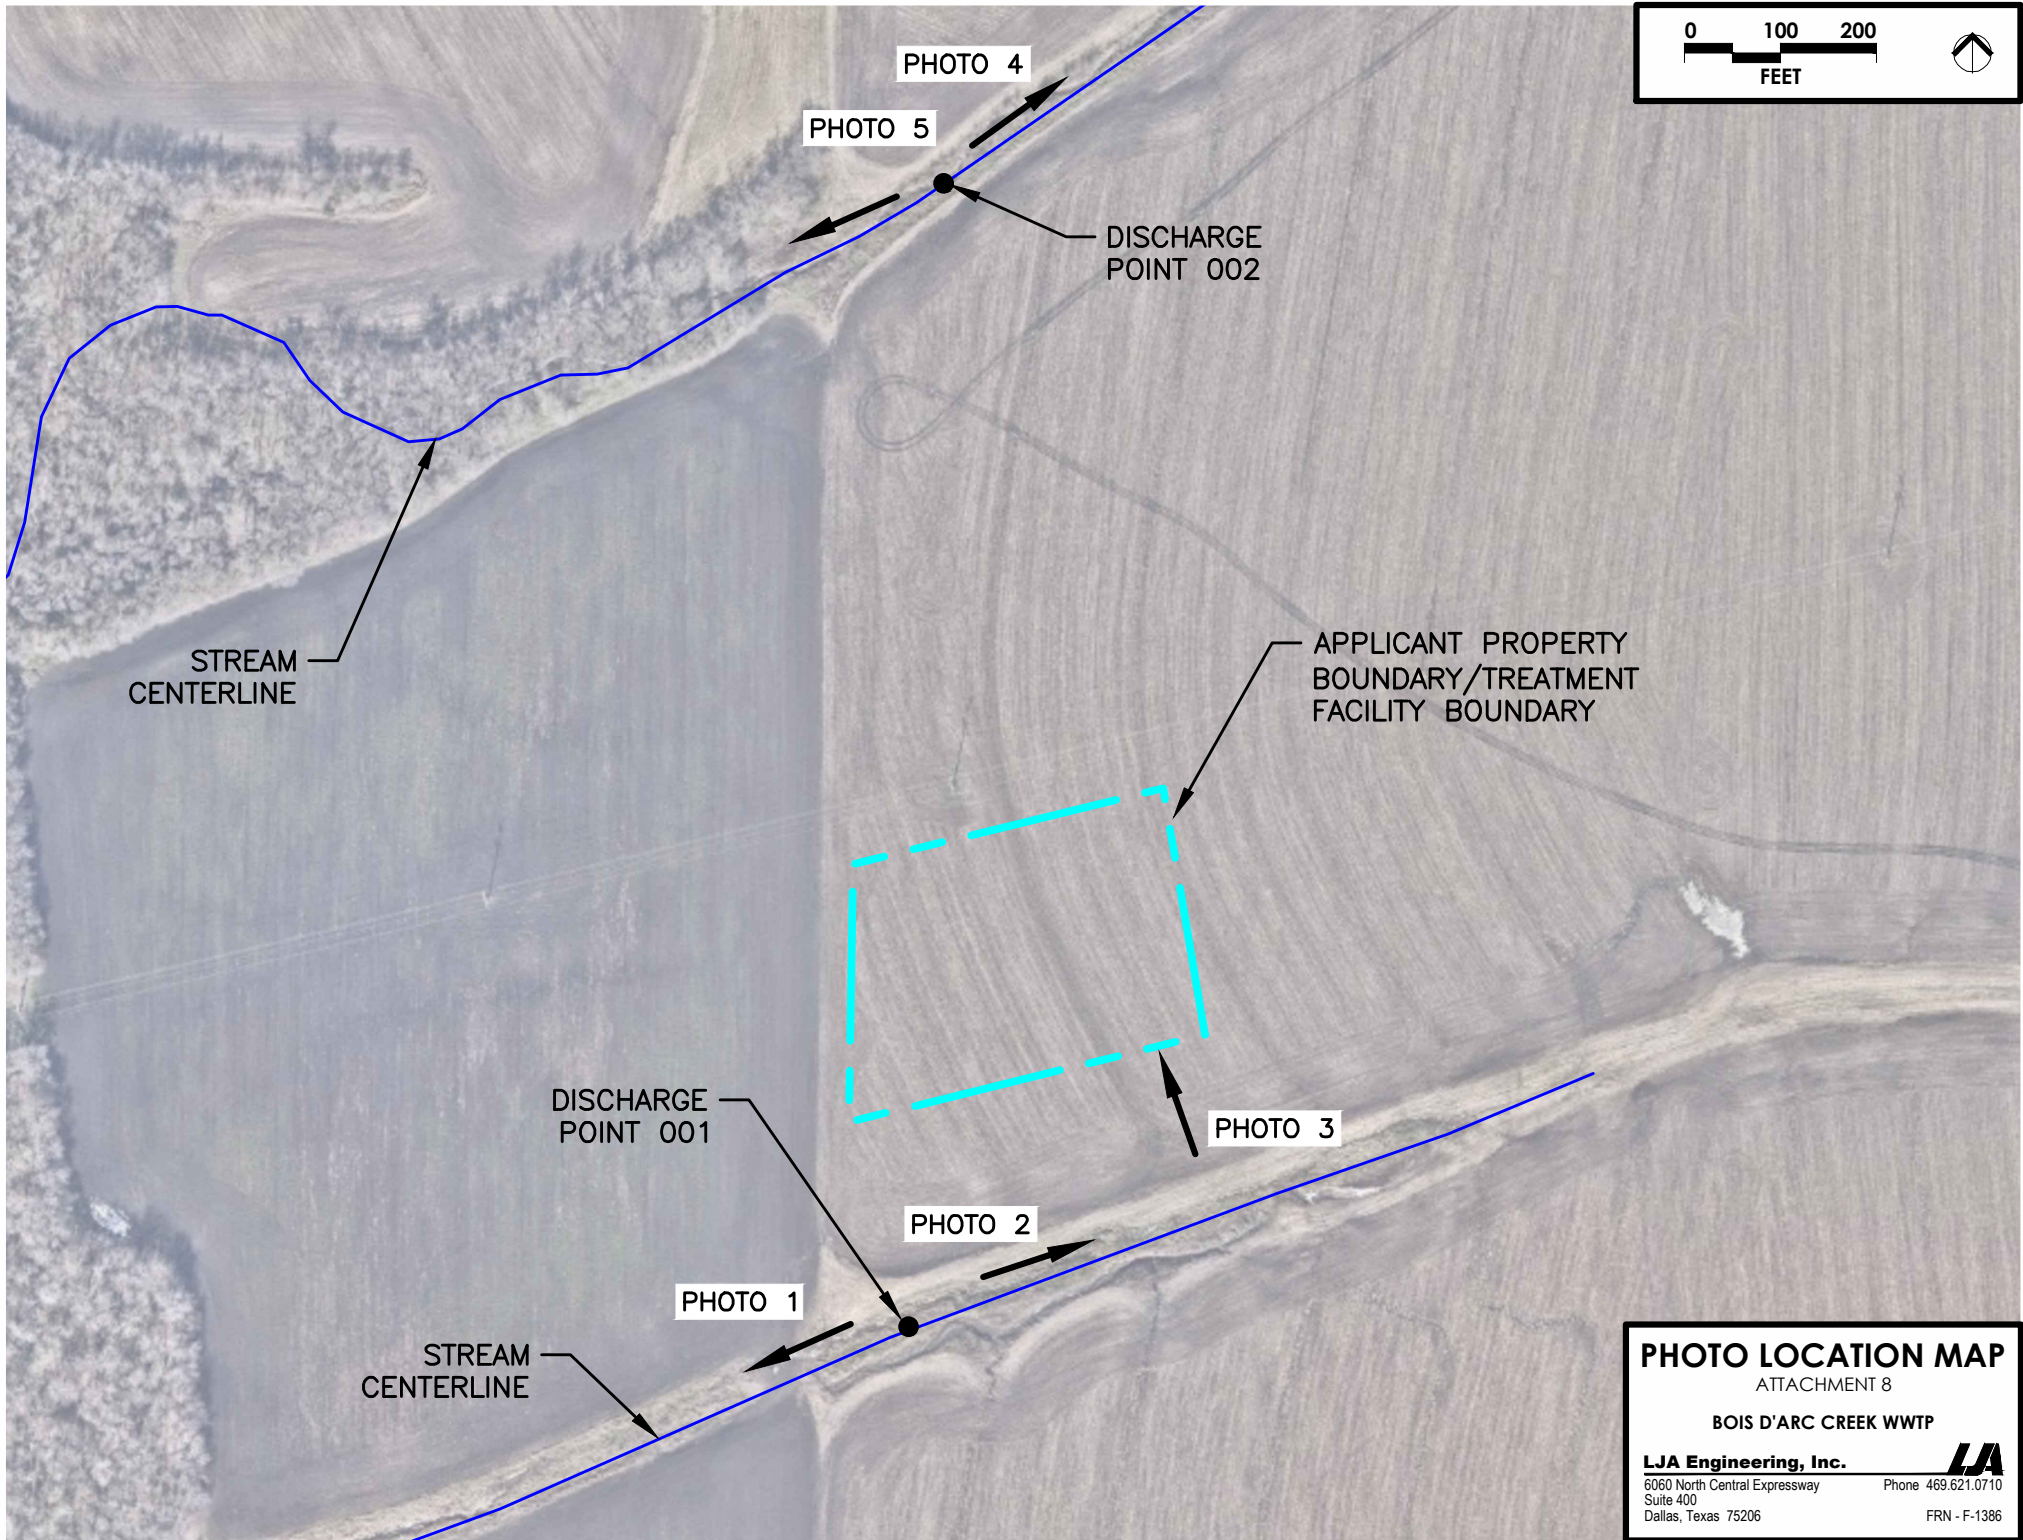 0 100 200
FEET
PHOTO 4
PHOTO 5
DISCHARGE
POINT 002
STREAM
CENTERLINE
APPLICANT PROPERTY
BOUNDARY/TREATMENT
FACILITY BOUNDARY
DISCHARGE
POINT 001
PHOTO 3
PHOTO 2
PHOTO 1
STREAM
CENTERLINE
PHOTO LOCATION MAP
ATTACHMENT 8
BOIS D'ARC CREEK WWTP
LJA Engineering, Inc.
LJA
6060 North Central Expressway
Phone 469.621.0710
Suite 400
Dallas, Texas 75206
FRN - F-1386